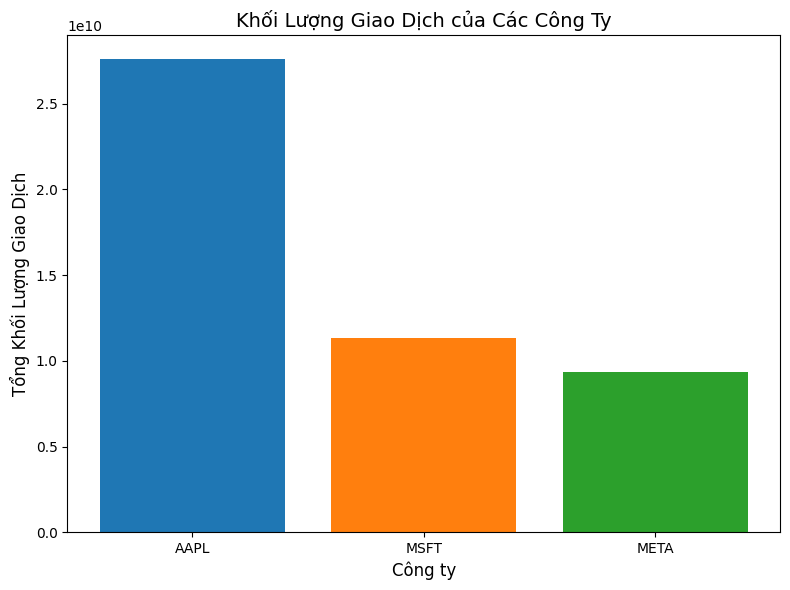 Khối Lượng Giao Dịch của Các Công Ty
1e10
2.5
2.0
1.5
1.0
0.5
0.0
Tổng Khối Lượng Giao Dịch
AAPL
MSFT
META
Công ty